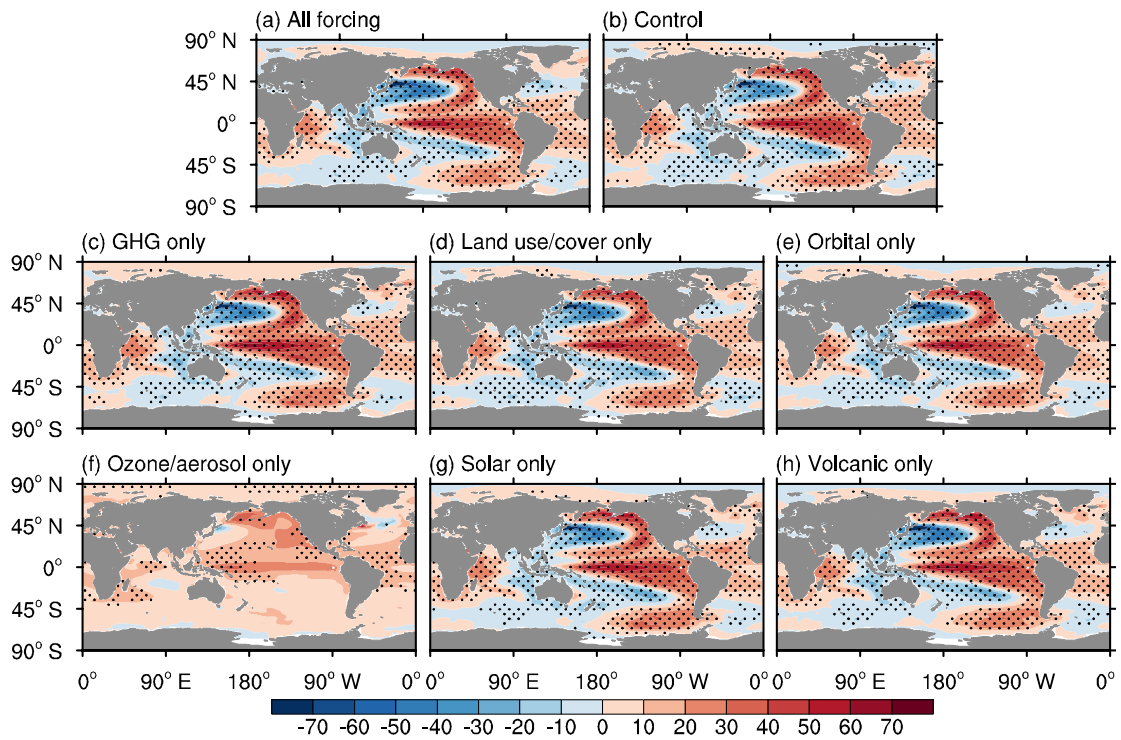 (a) All forcing (b) Control
90° N
45° N
0°
45° S
90° S
(c) GHG only (d) Land use/cover only (e) Orbital only
90° N
45° N
0°
45° S
90° S
(f) Ozone/aerosol only (g) Solar only (h) Volcanic only
90° N
45° N
0°
45° S
90° S
0° 90° E 180° 90° W 0° 90° E 180° 90° W 0° 90° E 180° 90° W 0°
-70 -60 -50 -40 -30 -20 -10 0 10 20 30 40 50 60 70